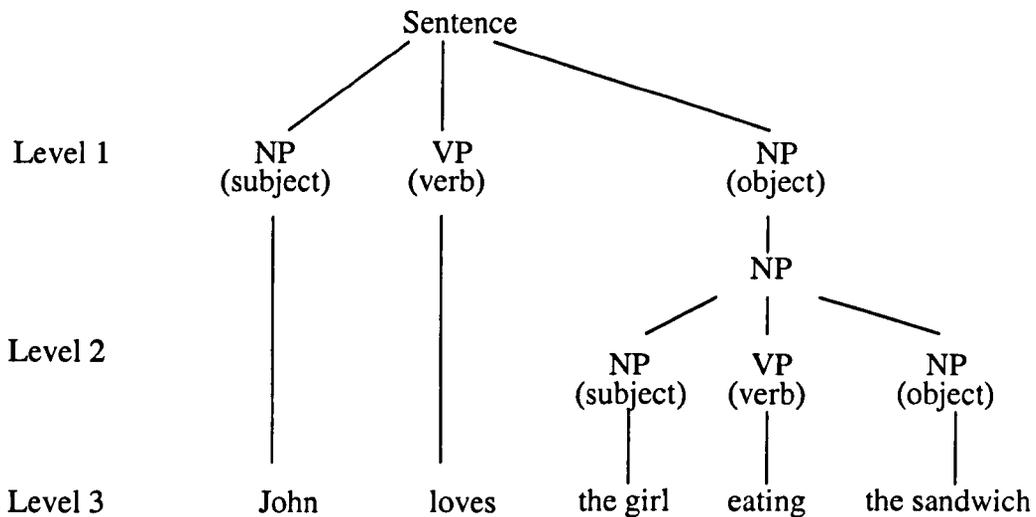 Sentence
Level 1 NP VP NP
(subject) (verb) (object)
NP
Level 2 NP VP NP
(subject) (verb) (object)
Level 3 John loves the girl eating the sandwich